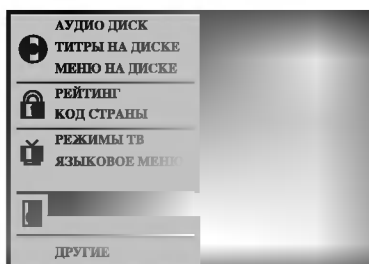 АУДИО ДИСК
ТИТРЫ НА ДИСКЕ
МЕНЮ НА ДИСКЕ
РЕЙТИНГ
КОД СТРАНЫ
РЕЖИМЫ ТВ
ЯЗЫКОВОЕ МЕНЮ
ДРУГИЕ